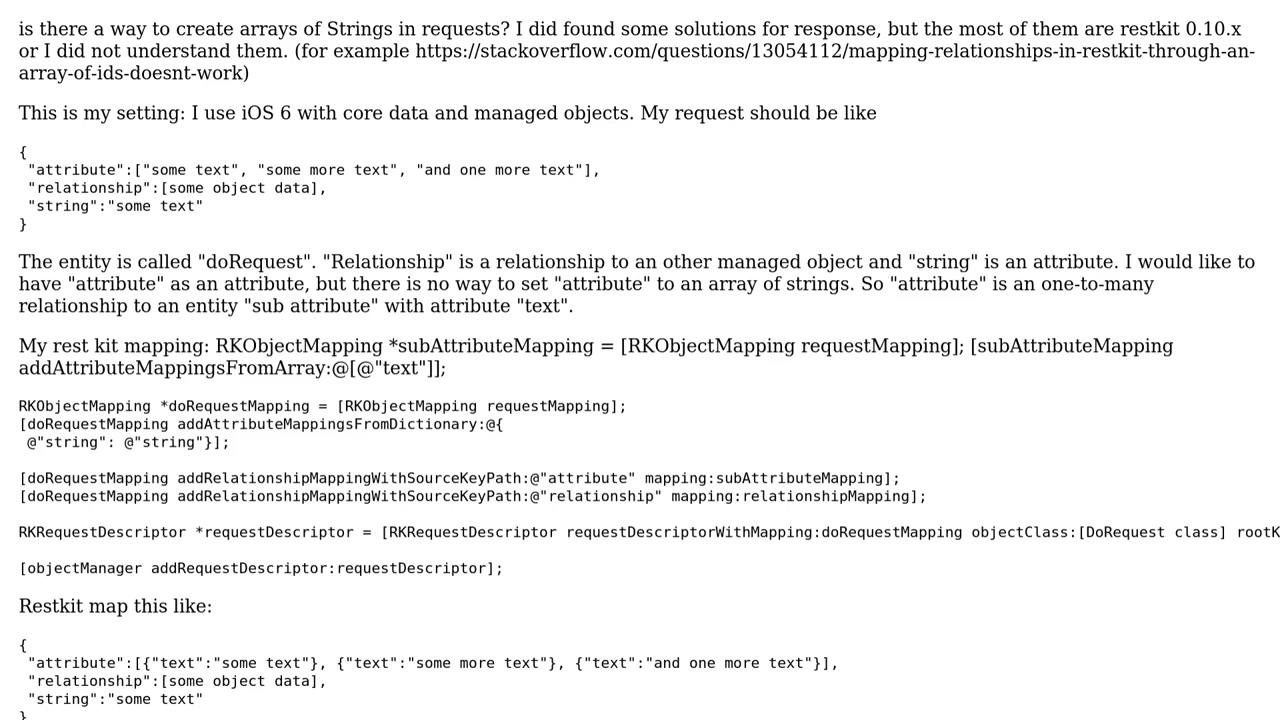 is there a way to create arrays of Strings in requests? I did found some solutions for response, but the most of them are restkit 0.10.x
or I did not understand them. (for example https://stackoverflow.com/questions/13054112/mapping-relationships-in-restkit-through-an-
array-of-ids-doesnt-work)
This is my setting: I use iOS 6 with core data and managed objects. My request should be like
{
 "attribute":["some text", "some more text", "and one more text"],
 "relationship":[some object data],
 "string":"some text"
}
The entity is called "doRequest". "Relationship" is a relationship to an other managed object and "string" is an attribute. I would like to
have "attribute" as an attribute, but there is no way to set "attribute" to an array of strings. So "attribute" is an one-to-many
relationship to an entity "sub attribute" with attribute "text".
My rest kit mapping: RKObjectMapping *subAttributeMapping = [RKObjectMapping requestMapping]; [subAttributeMapping
addAttributeMappingsFromArray:@[@"text"]];
RKObjectMapping *doRequestMapping = [RKObjectMapping requestMapping];
[doRequestMapping addAttributeMappingsFromDictionary:@{
 @"string": @"string"}];
[doRequestMapping addRelationshipMappingWithSourceKeyPath:@"attribute" mapping:subAttributeMapping];
[doRequestMapping addRelationshipMappingWithSourceKeyPath:@"relationship" mapping:relationshipMapping];
RKRequestDescriptor *requestDescriptor = [RKRequestDescriptor requestDescriptorWithMapping:doRequestMapping objectClass:[DoRequest class] rootK
[objectManager addRequestDescriptor:requestDescriptor];
Restkit map this like:
{
 "attribute":[{"text":"some text"}, {"text":"some more text"}, {"text":"and one more text"}],
 "relationship":[some object data],
 "string":"some text"
}